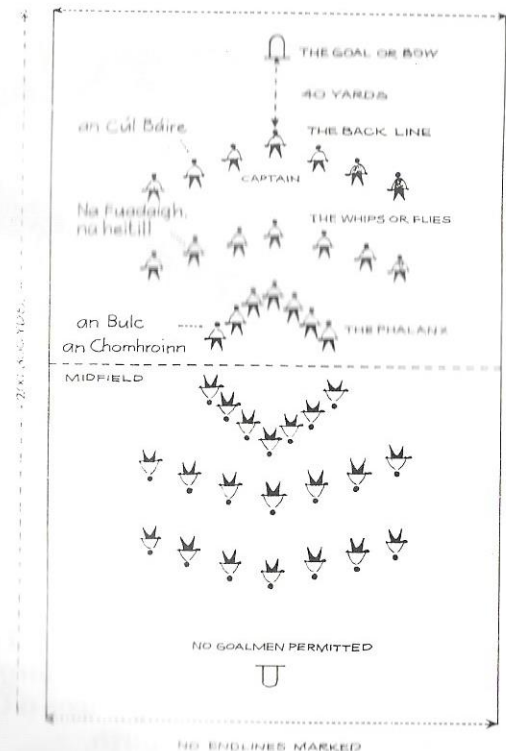 THE GOAL OR BOW
40 YARDS
an Cúl Báire
THE BACK LINE
CAPTAIN
Na Fuadaigh,
na heitill
THE WHIPS OR FLIES
an Bulc
an Chomhroinn
THE PHALANX
MIDFIELD
NO GOALMEN PERMITTED
NO ENDLINES MARKED